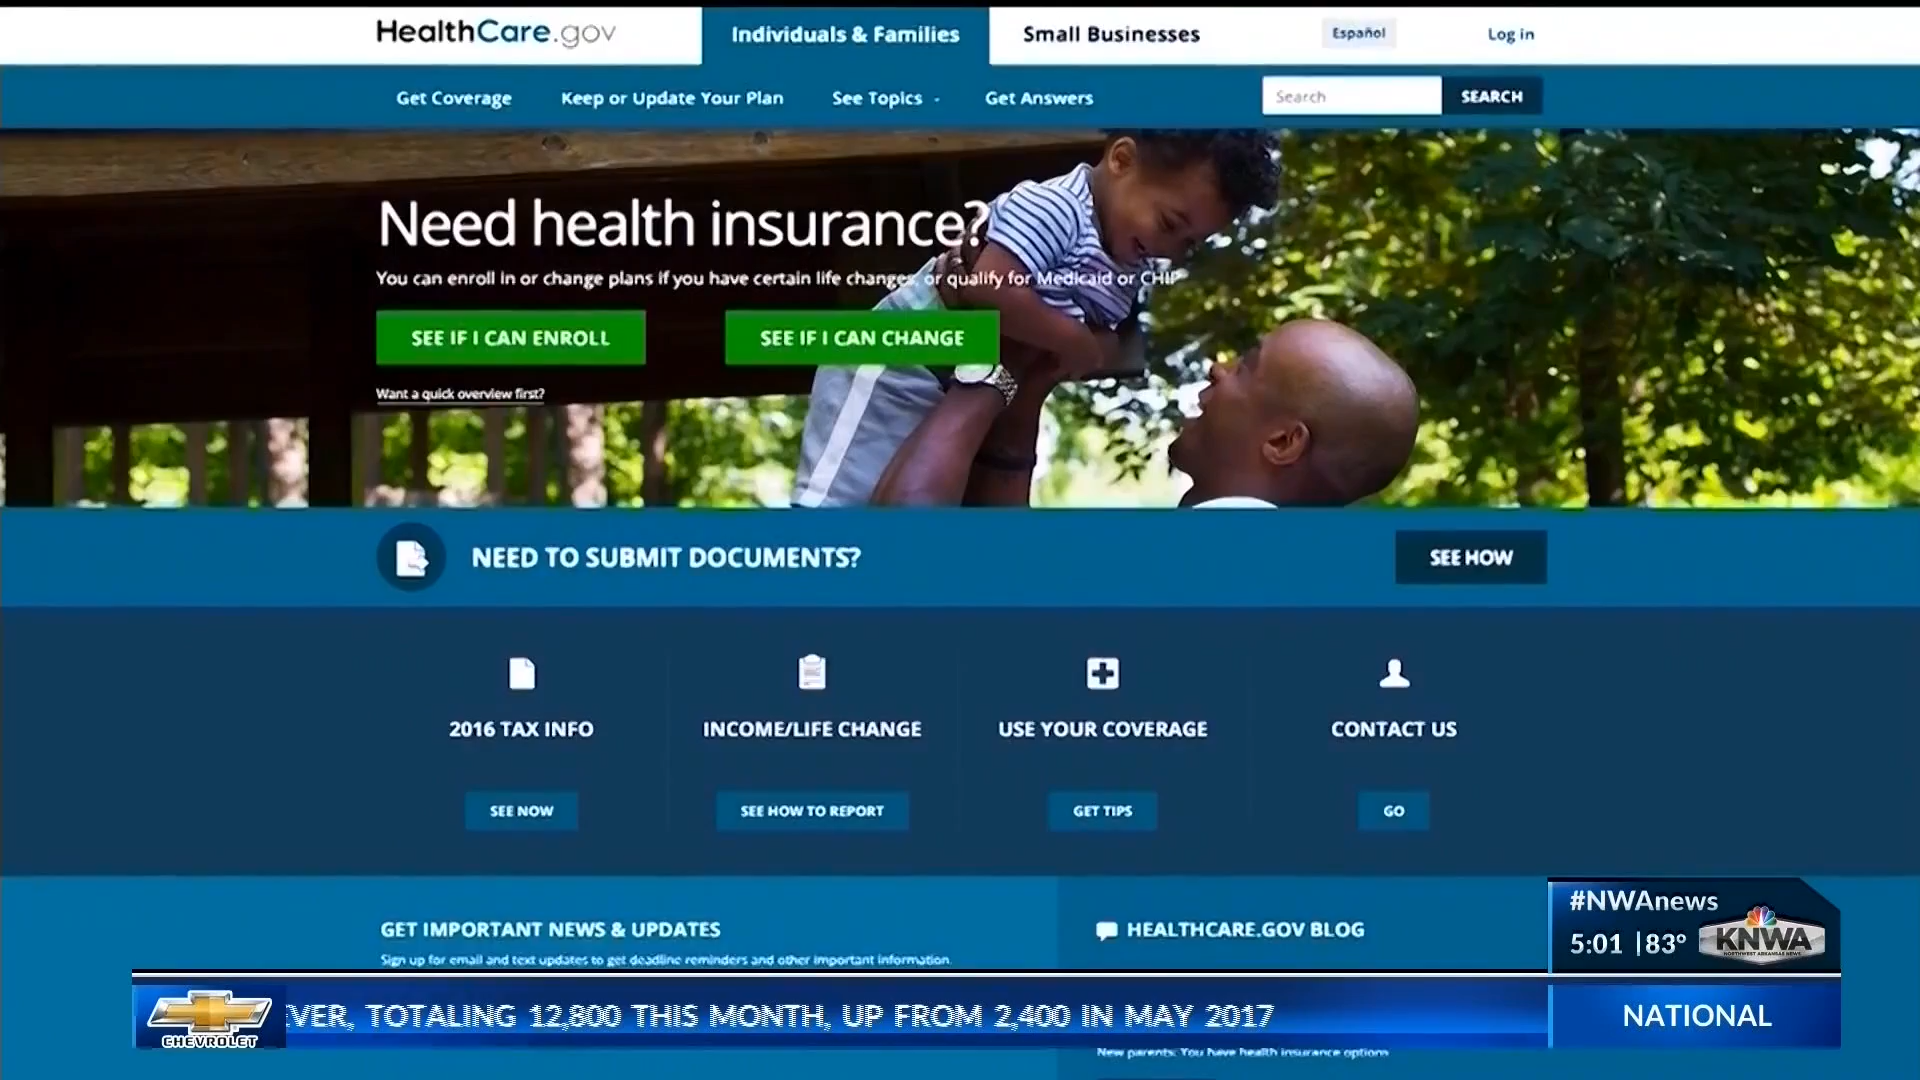 HealthCare.gov
Individuals & Families
Small Businesses
Español
Log in
Get Coverage
Keep or Update Your Plan
See Topics
Get Answers
Search
SEARCH
Need health insurance?
You can enroll in or change plans if you have certain life changes, or qualify for Medicaid or CHIP
SEE IF I CAN ENROLL
SEE IF I CAN CHANGE
Want a quick overview first?
NEED TO SUBMIT DOCUMENTS?
SEE HOW
2016 TAX INFO
INCOME/LIFE CHANGE
USE YOUR COVERAGE
CONTACT US
SEE NOW
SEE HOW TO REPORT
GET TIPS
GO
GET IMPORTANT NEWS & UPDATES
Sign up for email and text updates to get deadline reminders and other important information.
HEALTHCARE.GOV BLOG
New parents: You have health insurance options
#NWAnews
5:01 | 83°
KNWA
NORTHWEST ARKANSAS NEWS
CHEVROLET
EVER, TOTALING 12,800 THIS MONTH, UP FROM 2,400 IN MAY 2017
NATIONAL